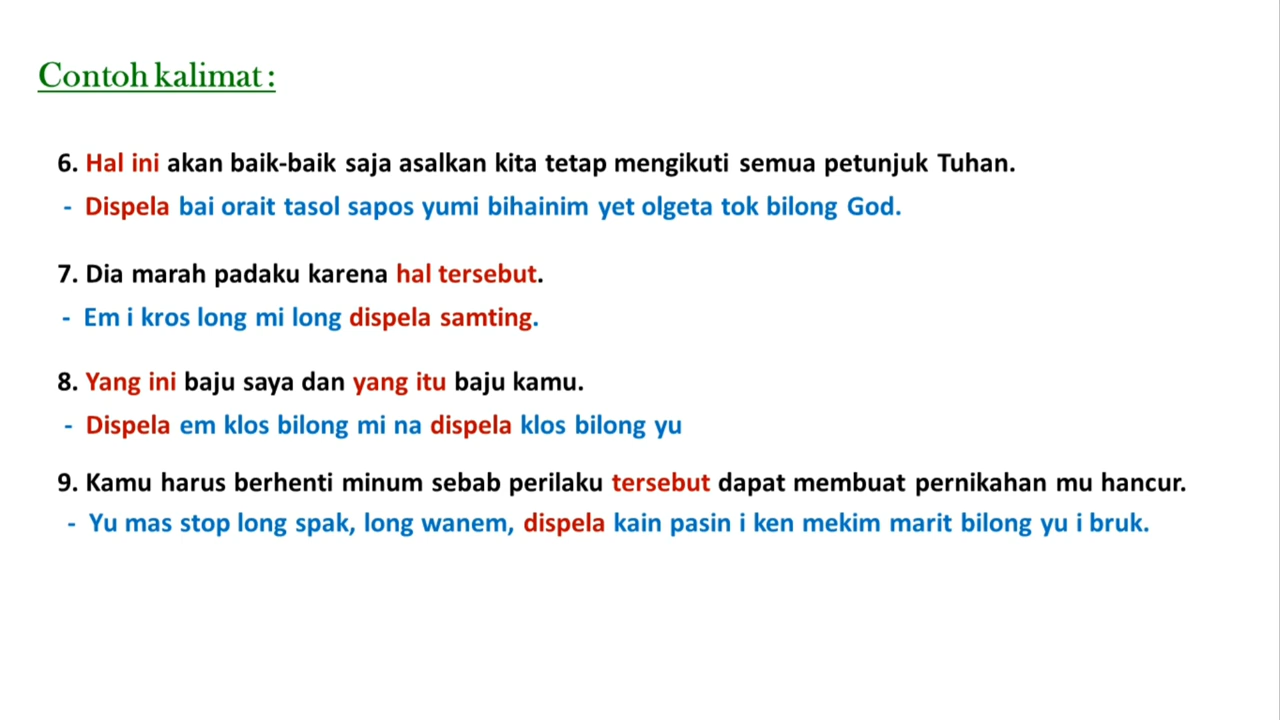 Contoh kalimat :
6. Hal ini akan baik-baik saja asalkan kita tetap mengikuti semua petunjuk Tuhan.
- Dispela bai orait tasol sapos yumi bihainim yet olgeta tok bilong God.
7. Dia marah padaku karena hal tersebut.
- Em i kros long mi long dispela samting.
8. Yang ini baju saya dan yang itu baju kamu.
- Dispela em klos bilong mi na dispela klos bilong yu
9. Kamu harus berhenti minum sebab perilaku tersebut dapat membuat pernikahan mu hancur.
- Yu mas stop long spak, long wanem, dispela kain pasin i ken mekim marit bilong yu i bruk.